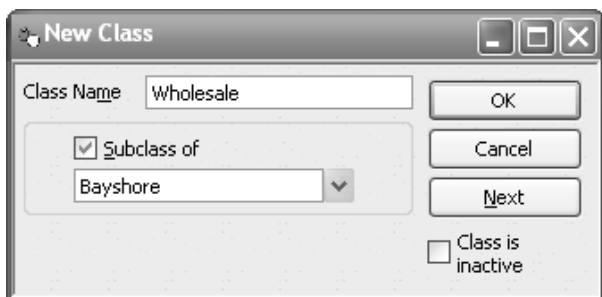 New Class
Class Name Wholesale
OK
Subclass of
Cancel
Bayshore
Next
Class is
inactive